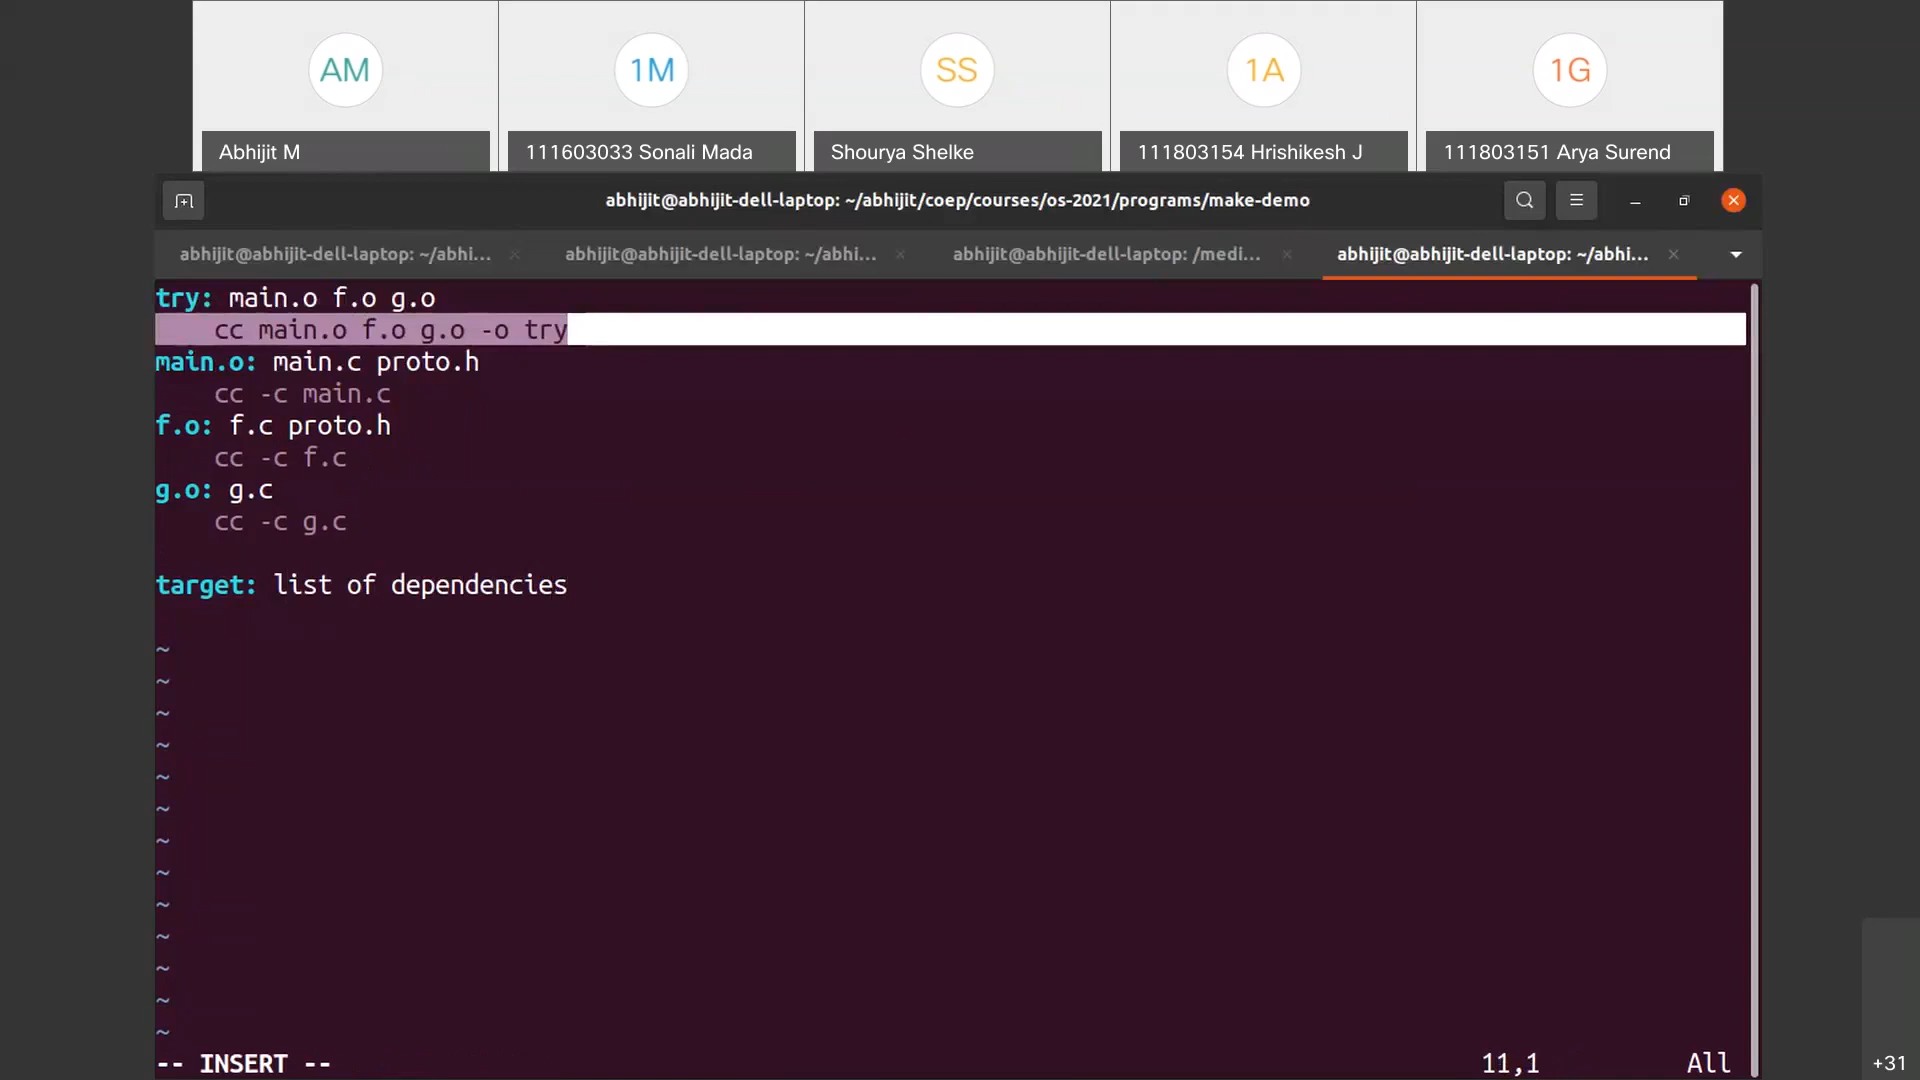 AM
1M
SS
1A
1G
Abhijit M
111603033 Sonali Mada
Shourya Shelke
111803154 Hrishikesh J
111803151 Arya Surend
abhijit@abhijit-dell-laptop: ~/abhijit/coep/courses/os-2021/programs/make-demo
abhijit@abhijit-dell-laptop: ~/abhi...
abhijit@abhijit-dell-laptop: ~/abhi...
abhijit@abhijit-dell-laptop: /medi...
abhijit@abhijit-dell-laptop: ~/abhi...
try: main.o f.o g.o
    cc main.o f.o g.o -o try
main.o: main.c proto.h
    cc -c main.c
f.o: f.c proto.h
    cc -c f.c
g.o: g.c
    cc -c g.c
target: list of dependencies
~
~
~
~
~
~
~
~
~
~
~
~
~
-- INSERT --
11,1
All
+31